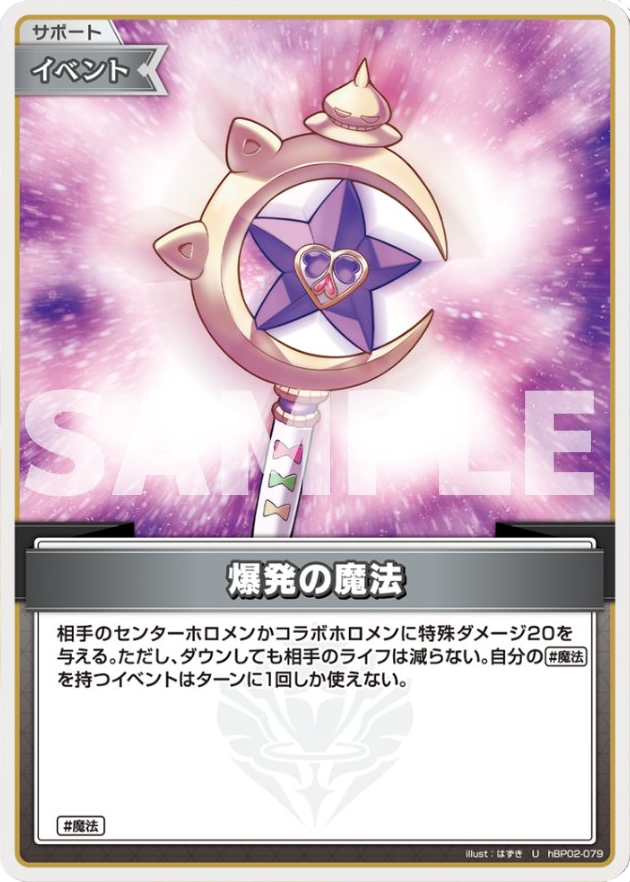 サポート
イベント
SAMPLE
爆発の魔法
相手のセンターホロメンかコラボホロメンに特殊ダメージ20を
与える。ただし、ダウンしても相手のライフは減らない。自分の#魔法
を持つイベントはターンに1回しか使えない。
#魔法
illust：はずき U hBP02-079